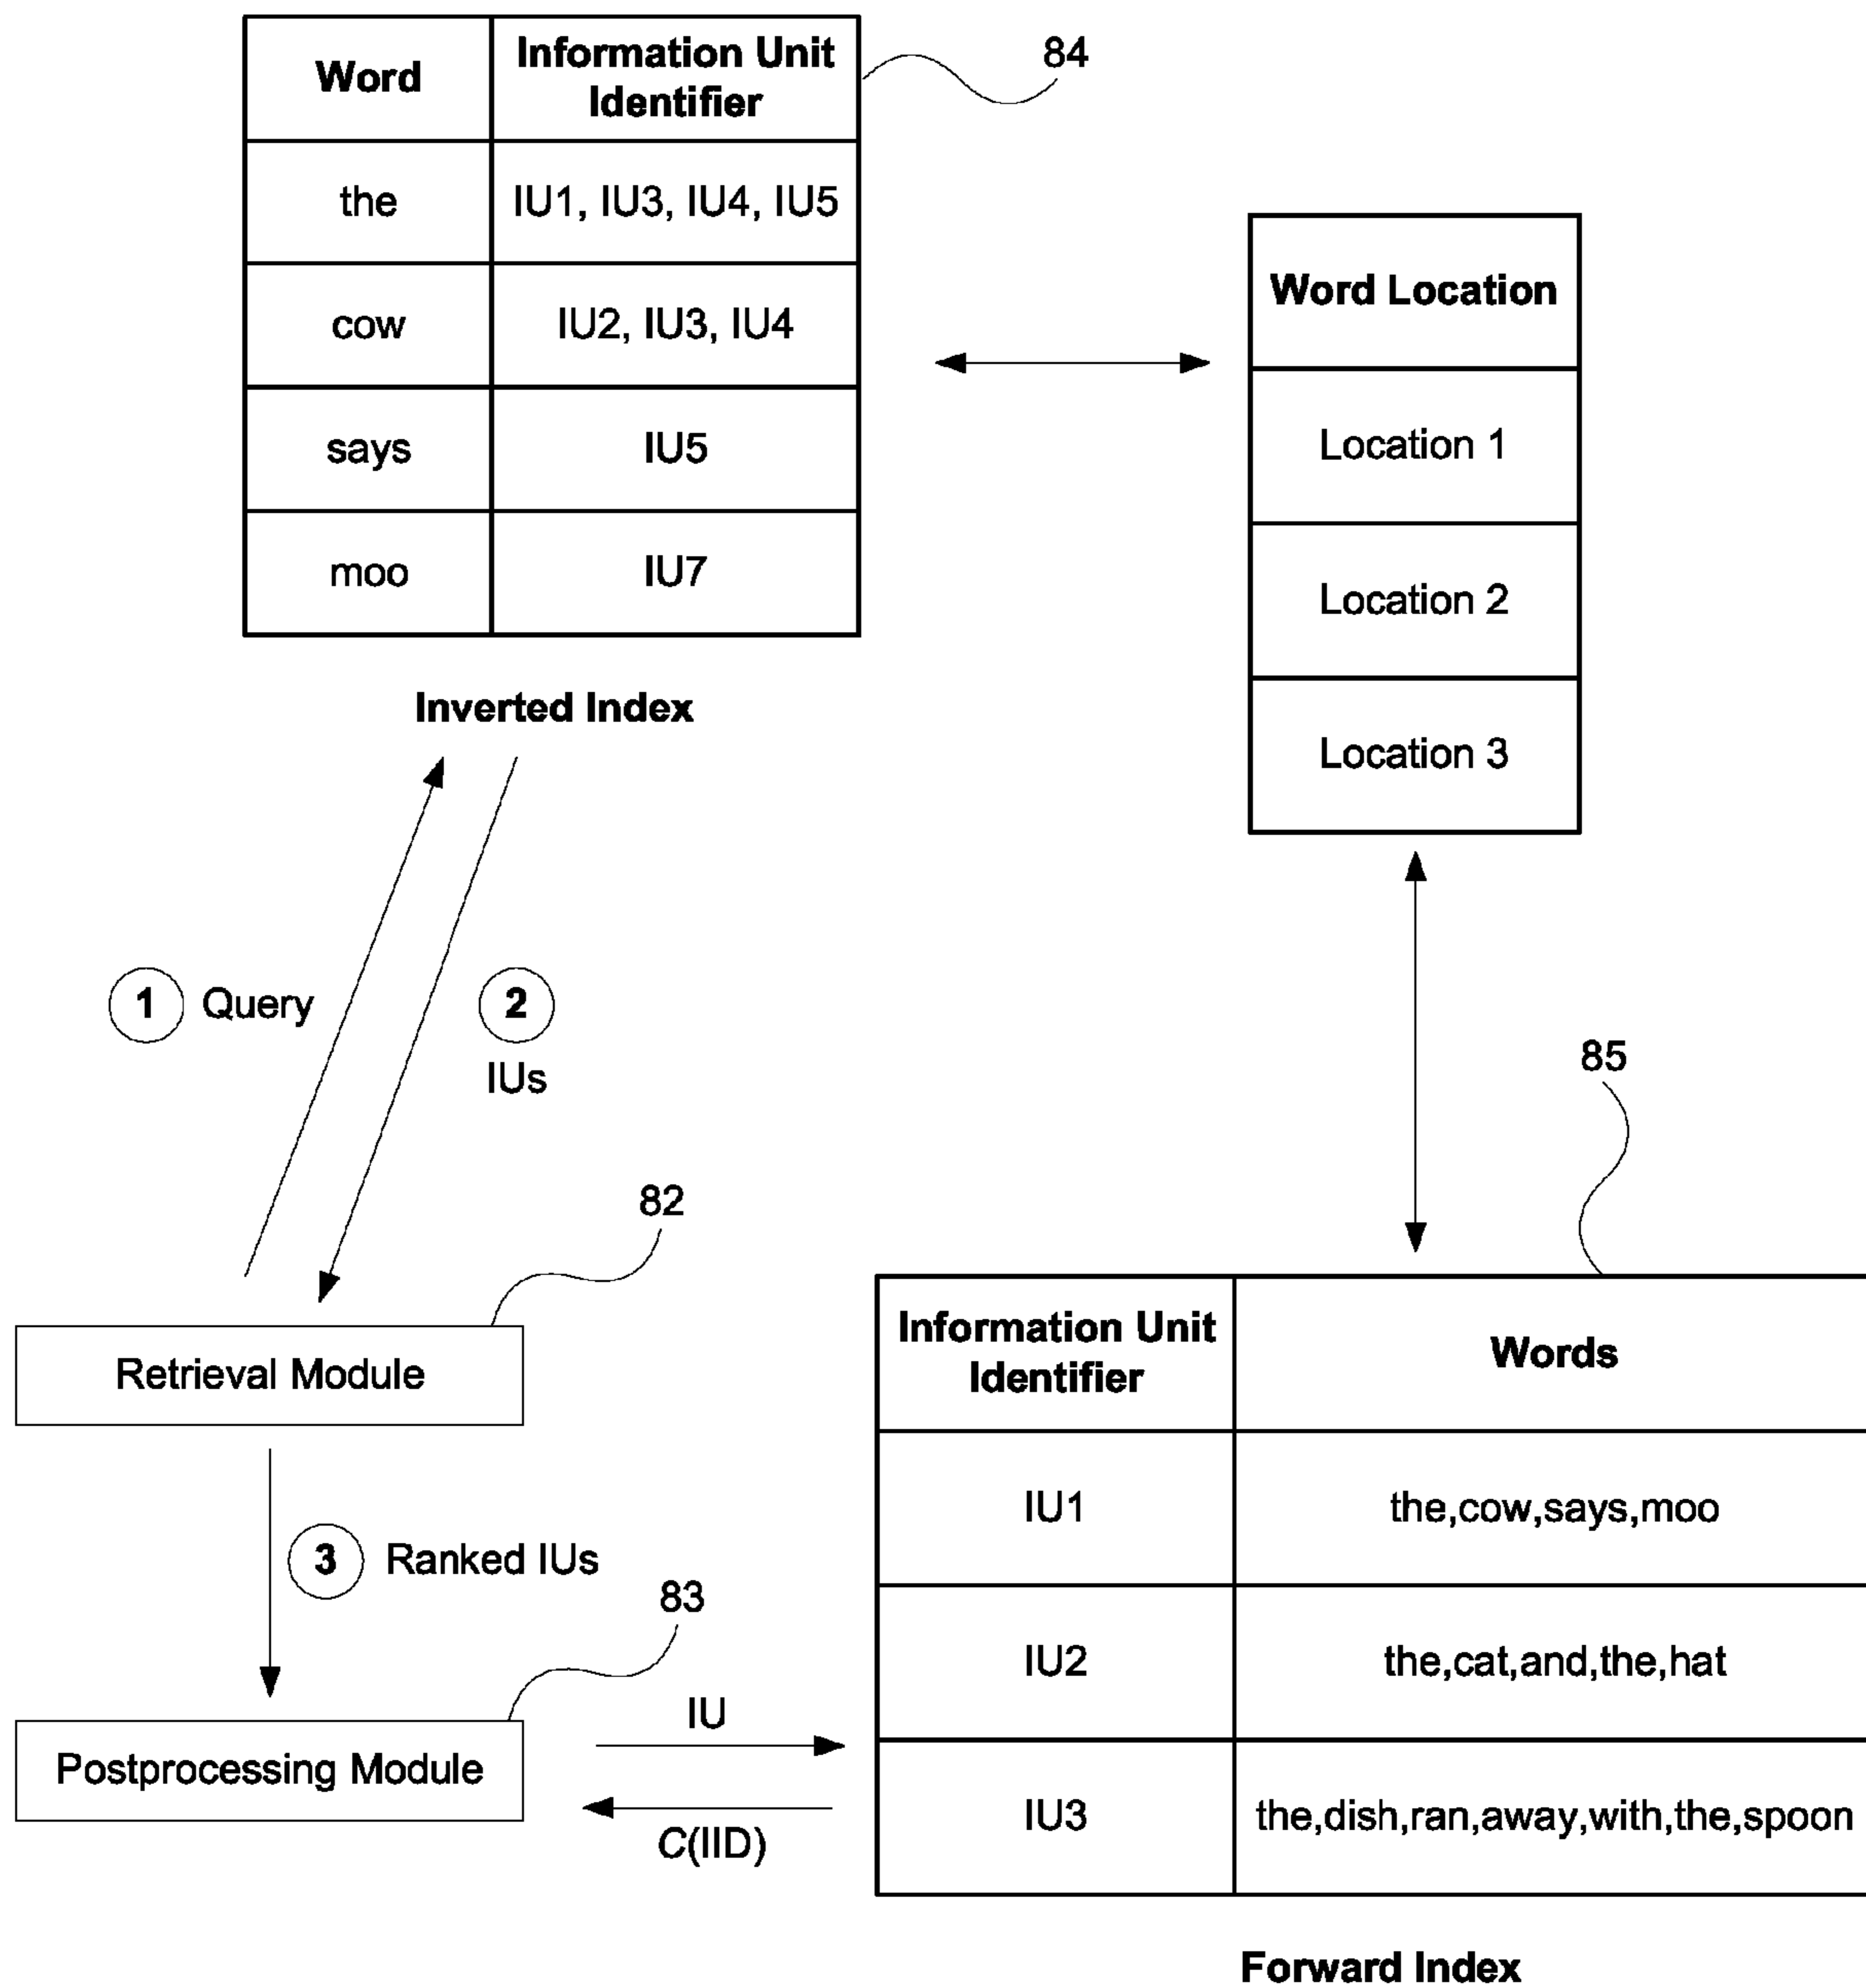 Word
Information Unit
Identifier
84
the
IU1, IU3, IU4, IU5
cow
IU2, IU3, IU4
says
IU5
moo
IU7
Inverted Index
Word Location
Location 1
Location 2
Location 3
1 Query
2
IUs
82
Retrieval Module
3 Ranked IUs
83
Postprocessing Module
IU
C(IID)
85
Information Unit
Identifier
Words
IU1
the,cow,says,moo
IU2
the,cat,and,the,hat
IU3
the,dish,ran,away,with,the,spoon
Forward Index